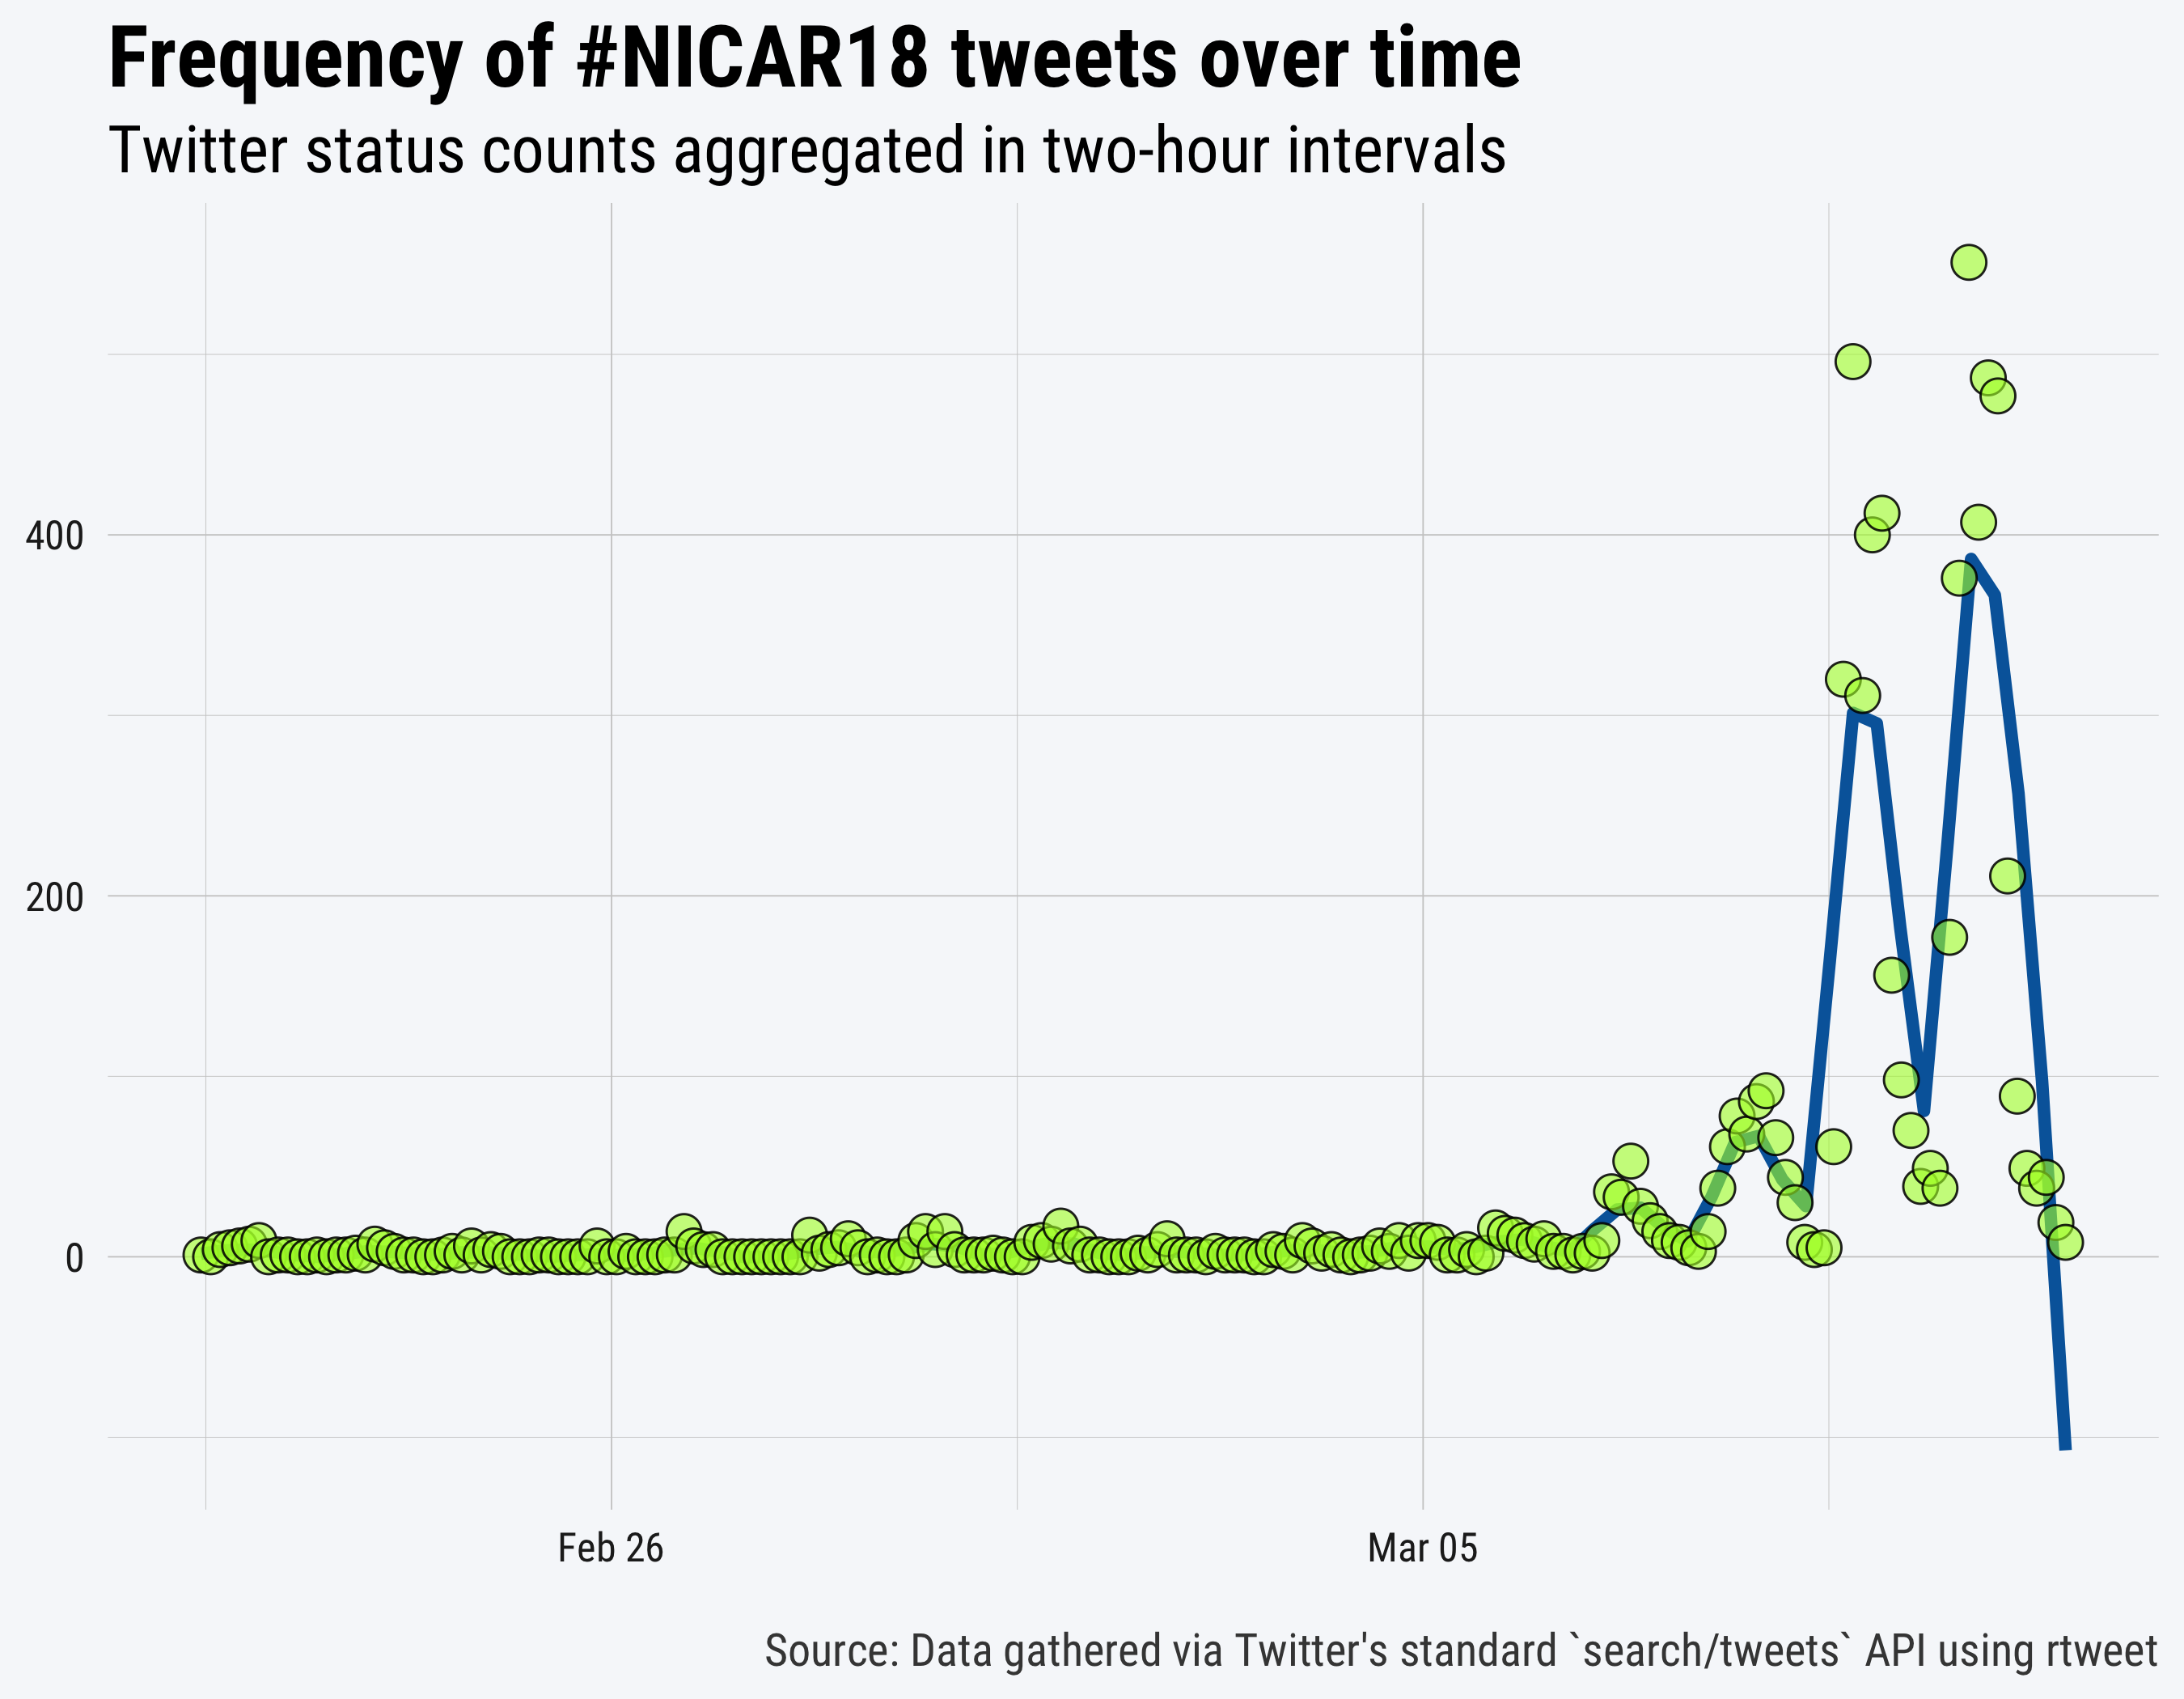 Frequency of #NICAR18 tweets over time
Twitter status counts aggregated in two-hour intervals
400
200
0
Feb 26
Mar 05
Source: Data gathered via Twitter's standard `search/tweets` API using rtweet